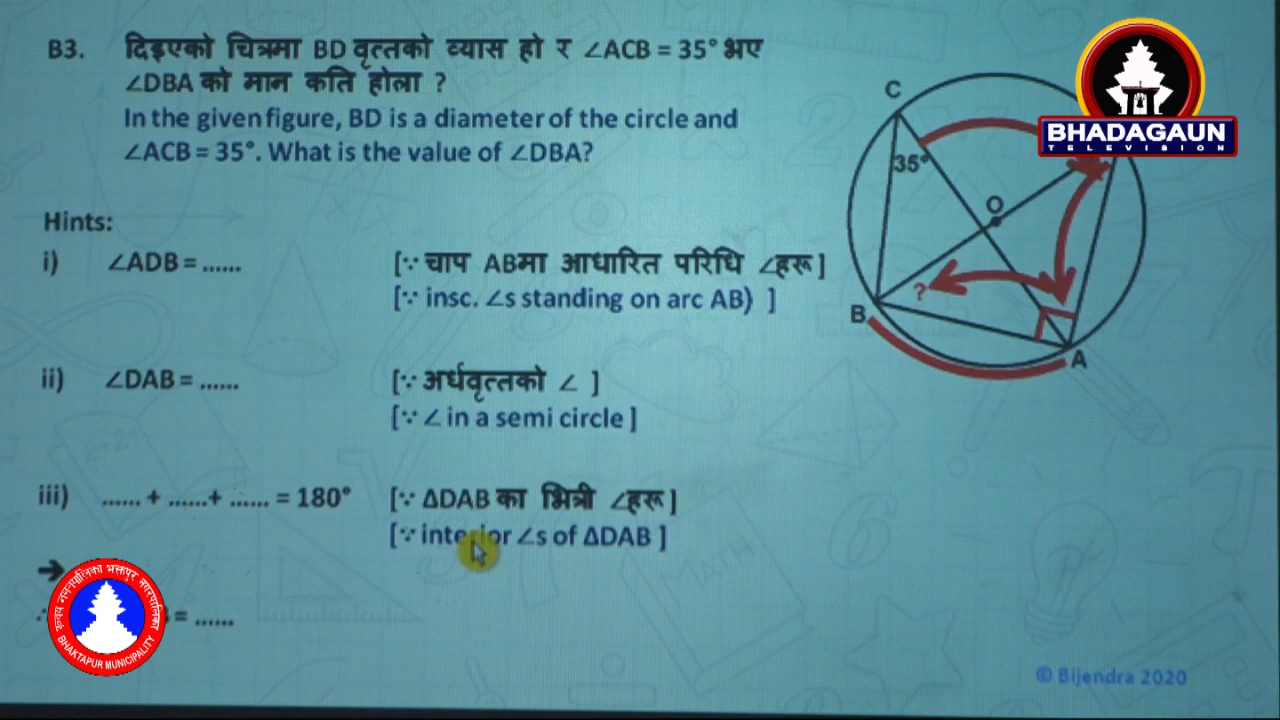 B3. दिइएको चित्रमा BD वृत्तको व्यास हो र ∠ACB = 35° भए
∠DBA को मान कति होला ?
In the given figure, BD is a diameter of the circle and
∠ACB = 35°. What is the value of ∠DBA?
Hints:
i) ∠ADB = ...... [∵ चाप ABमा आधारित परिधि ∠हरू ]
[∵ insc. ∠s standing on arc AB) ]
ii) ∠DAB = ...... [∵ अर्धवृत्तको ∠ ]
[∵ ∠ in a semi circle ]
iii) ...... + ......+ ...... = 180° [∵ ΔDAB का भित्री ∠हरू ]
[∵ interior ∠s of ΔDAB ]
➔
= ......
C
35°
O
?
B
A
BHADAGAUN
TELEVISION
भक्तपुर नगरपालिका
BHAKTAPUR MUNICIPALITY
© Bijendra 2020